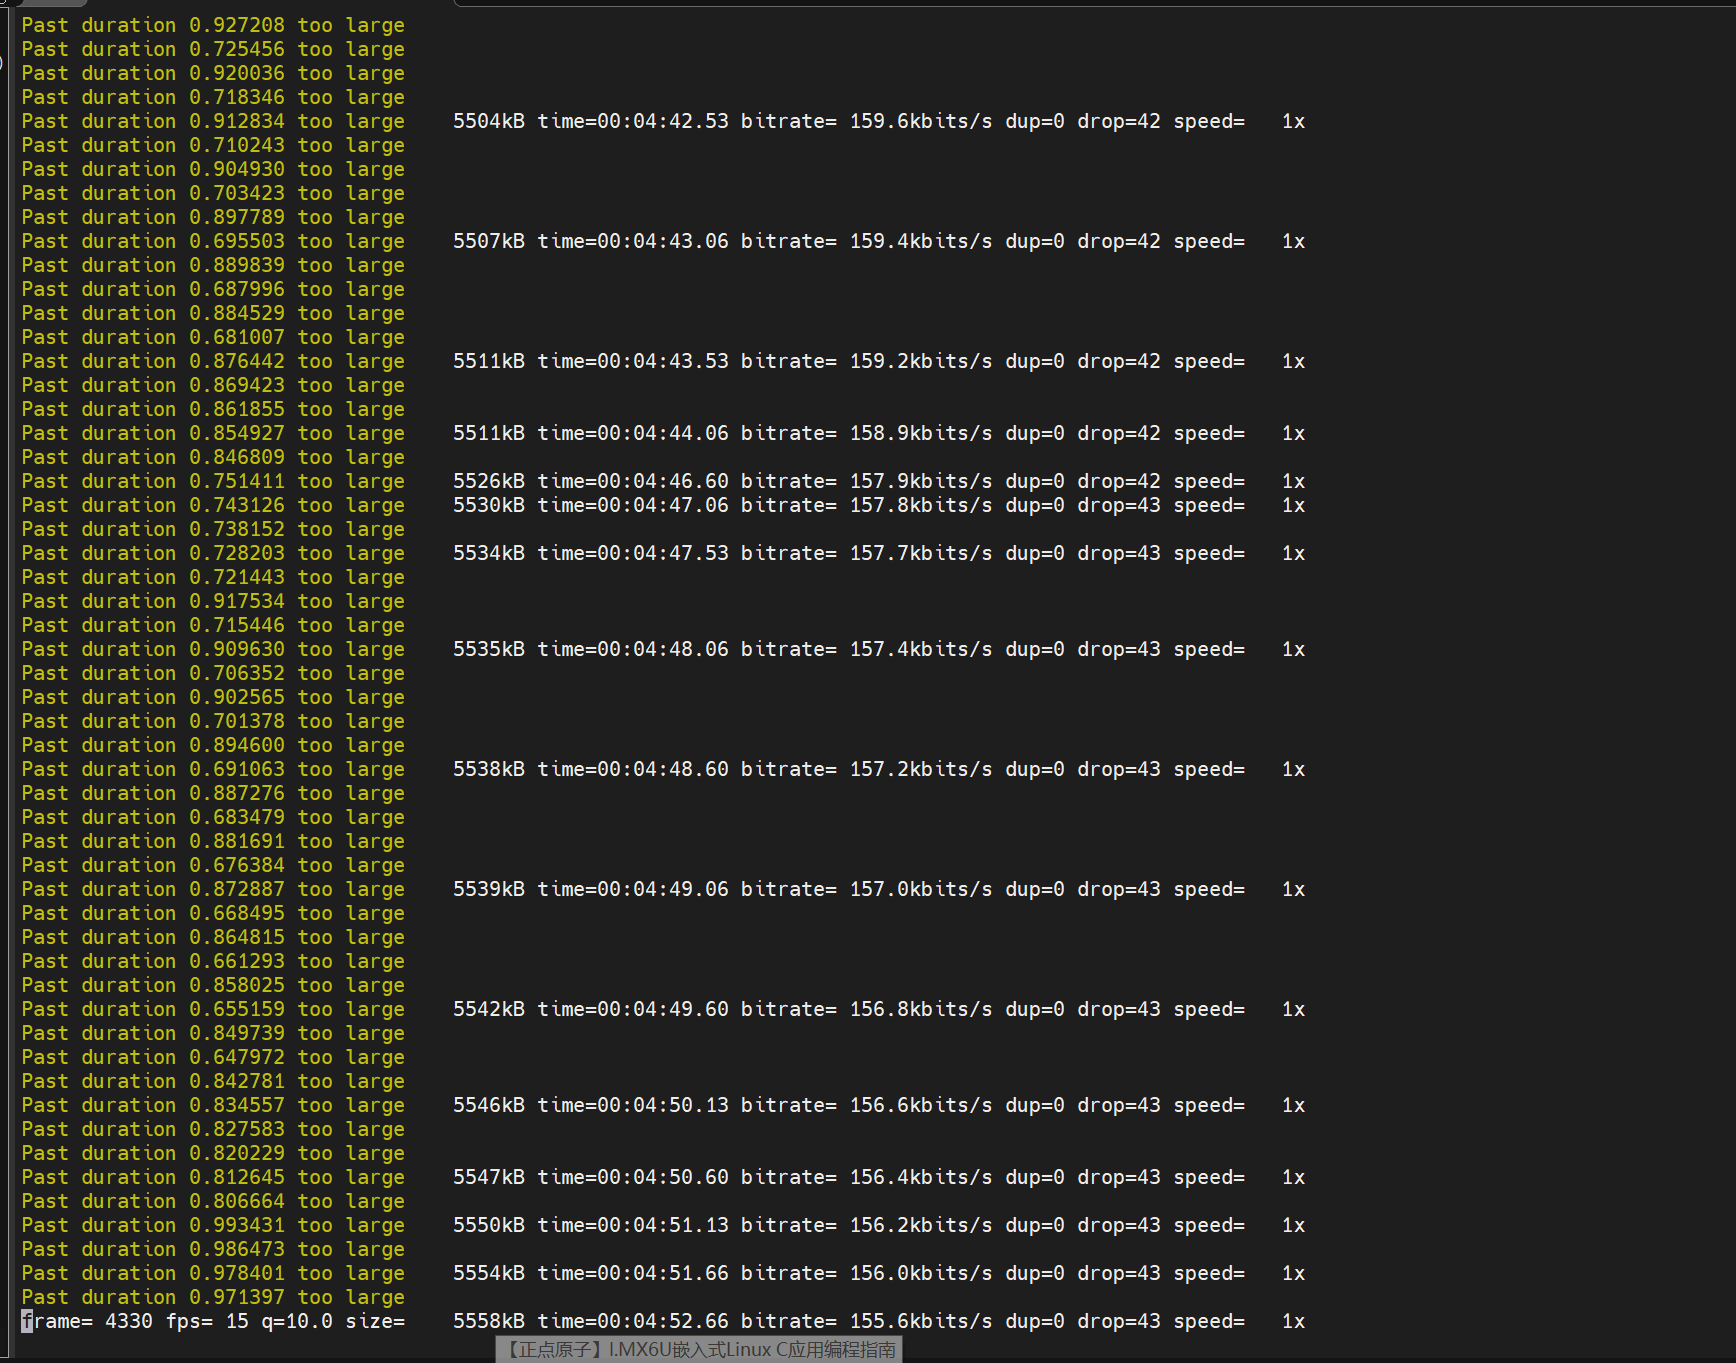 Past duration 0.927208 too large
Past duration 0.725456 too large
Past duration 0.920036 too large
Past duration 0.718346 too large
Past duration 0.912834 too large    5504kB time=00:04:42.53 bitrate= 159.6kbits/s dup=0 drop=42 speed=   1x
Past duration 0.710243 too large
Past duration 0.904930 too large
Past duration 0.703423 too large
Past duration 0.897789 too large
Past duration 0.695503 too large    5507kB time=00:04:43.06 bitrate= 159.4kbits/s dup=0 drop=42 speed=   1x
Past duration 0.889839 too large
Past duration 0.687996 too large
Past duration 0.884529 too large
Past duration 0.681007 too large
Past duration 0.876442 too large    5511kB time=00:04:43.53 bitrate= 159.2kbits/s dup=0 drop=42 speed=   1x
Past duration 0.869423 too large
Past duration 0.861855 too large
Past duration 0.854927 too large    5511kB time=00:04:44.06 bitrate= 158.9kbits/s dup=0 drop=42 speed=   1x
Past duration 0.846809 too large
Past duration 0.751411 too large    5526kB time=00:04:46.60 bitrate= 157.9kbits/s dup=0 drop=42 speed=   1x
Past duration 0.743126 too large    5530kB time=00:04:47.06 bitrate= 157.8kbits/s dup=0 drop=43 speed=   1x
Past duration 0.738152 too large
Past duration 0.728203 too large    5534kB time=00:04:47.53 bitrate= 157.7kbits/s dup=0 drop=43 speed=   1x
Past duration 0.721443 too large
Past duration 0.917534 too large
Past duration 0.715446 too large
Past duration 0.909630 too large    5535kB time=00:04:48.06 bitrate= 157.4kbits/s dup=0 drop=43 speed=   1x
Past duration 0.706352 too large
Past duration 0.902565 too large
Past duration 0.701378 too large
Past duration 0.894600 too large
Past duration 0.691063 too large    5538kB time=00:04:48.60 bitrate= 157.2kbits/s dup=0 drop=43 speed=   1x
Past duration 0.887276 too large
Past duration 0.683479 too large
Past duration 0.881691 too large
Past duration 0.676384 too large
Past duration 0.872887 too large    5539kB time=00:04:49.06 bitrate= 157.0kbits/s dup=0 drop=43 speed=   1x
Past duration 0.668495 too large
Past duration 0.864815 too large
Past duration 0.661293 too large
Past duration 0.858025 too large
Past duration 0.655159 too large    5542kB time=00:04:49.60 bitrate= 156.8kbits/s dup=0 drop=43 speed=   1x
Past duration 0.849739 too large
Past duration 0.647972 too large
Past duration 0.842781 too large
Past duration 0.834557 too large    5546kB time=00:04:50.13 bitrate= 156.6kbits/s dup=0 drop=43 speed=   1x
Past duration 0.827583 too large
Past duration 0.820229 too large
Past duration 0.812645 too large    5547kB time=00:04:50.60 bitrate= 156.4kbits/s dup=0 drop=43 speed=   1x
Past duration 0.806664 too large
Past duration 0.993431 too large    5550kB time=00:04:51.13 bitrate= 156.2kbits/s dup=0 drop=43 speed=   1x
Past duration 0.986473 too large
Past duration 0.978401 too large    5554kB time=00:04:51.66 bitrate= 156.0kbits/s dup=0 drop=43 speed=   1x
Past duration 0.971397 too large
frame= 4330 fps= 15 q=10.0 size=    5558kB time=00:04:52.66 bitrate= 155.6kbits/s dup=0 drop=43 speed=   1x
【正点原子】I.MX6U嵌入式Linux C应用编程指南